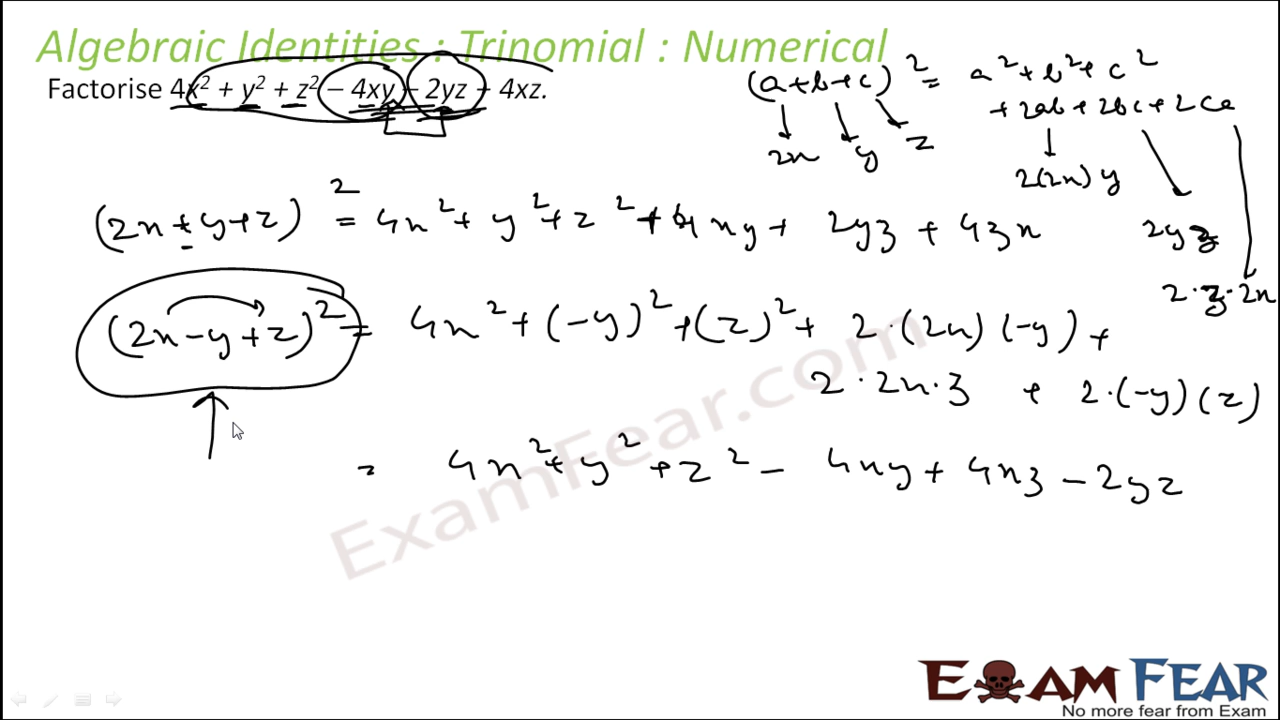 Algebraic Identities : Trinomial : Numerical
Factorise 4x² + y² + z² – 4xy – 2yz + 4xz.
(a+b+c)² = a²+b²+c²
+ 2ab + 2bc + 2ca
2x y z
2(2x) y
2yz
2·z·2x
(2x+y+z)² = 4x²+ y²+z²+4xy+ 2yz + 4zx
(2x-y+z)² = 4x²+(-y)²+(z)²+ 2·(2x)(-y)+
2·2x·z + 2·(-y)(z)
= 4x²+y²+z²- 4xy+4xz-2yz
ExamFear.com
EXAM FEAR
No more fear from Exam